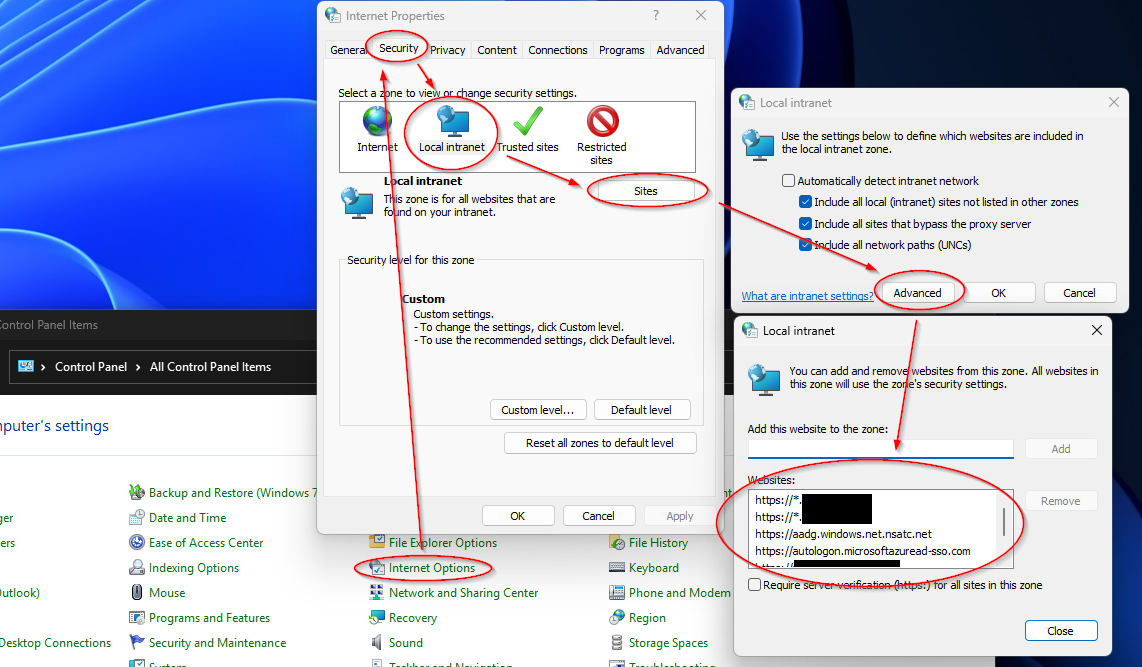 Internet Properties
?
General
Security
Privacy
Content
Connections
Programs
Advanced
Select a zone to view or change security settings.
Internet
Local intranet
Trusted sites
Restricted
sites
Local intranet
This zone is for all websites that are
found on your intranet.
Sites
Security level for this zone
Custom
Custom settings.
- To change the settings, click Custom level.
- To use the recommended settings, click Default level.
Custom level...
Default level
Reset all zones to default level
OK
Cancel
Apply
Local intranet
Use the settings below to define which websites are included in
the local intranet zone.
Automatically detect intranet network
Include all local (intranet) sites not listed in other zones
Include all sites that bypass the proxy server
Include all network paths (UNCs)
What are intranet settings?
Advanced
OK
Cancel
Local intranet
You can add and remove websites from this zone. All websites in
this zone will use the zone's security settings.
Add this website to the zone:
Add
Websites:
https://*.
https://*.
https://aadg.windows.net.nsatc.net
https://autologon.microsoftazuread-sso.com
Remove
Require server verification (https:) for all sites in this zone
Close
Control Panel Items
Control Panel
All Control Panel Items
mputer's settings
Backup and Restore (Windows 7
Date and Time
Ease of Access Center
Indexing Options
Mouse
Programs and Features
Security and Maintenance
System
File Explorer Options
Internet Options
Network and Sharing Center
Recovery
Sound
Taskbar and Navigation
File History
Keyboard
Phone and Modem
Region
Storage Spaces
Troubleshooting
ger
ers
utlook)
Desktop Connections